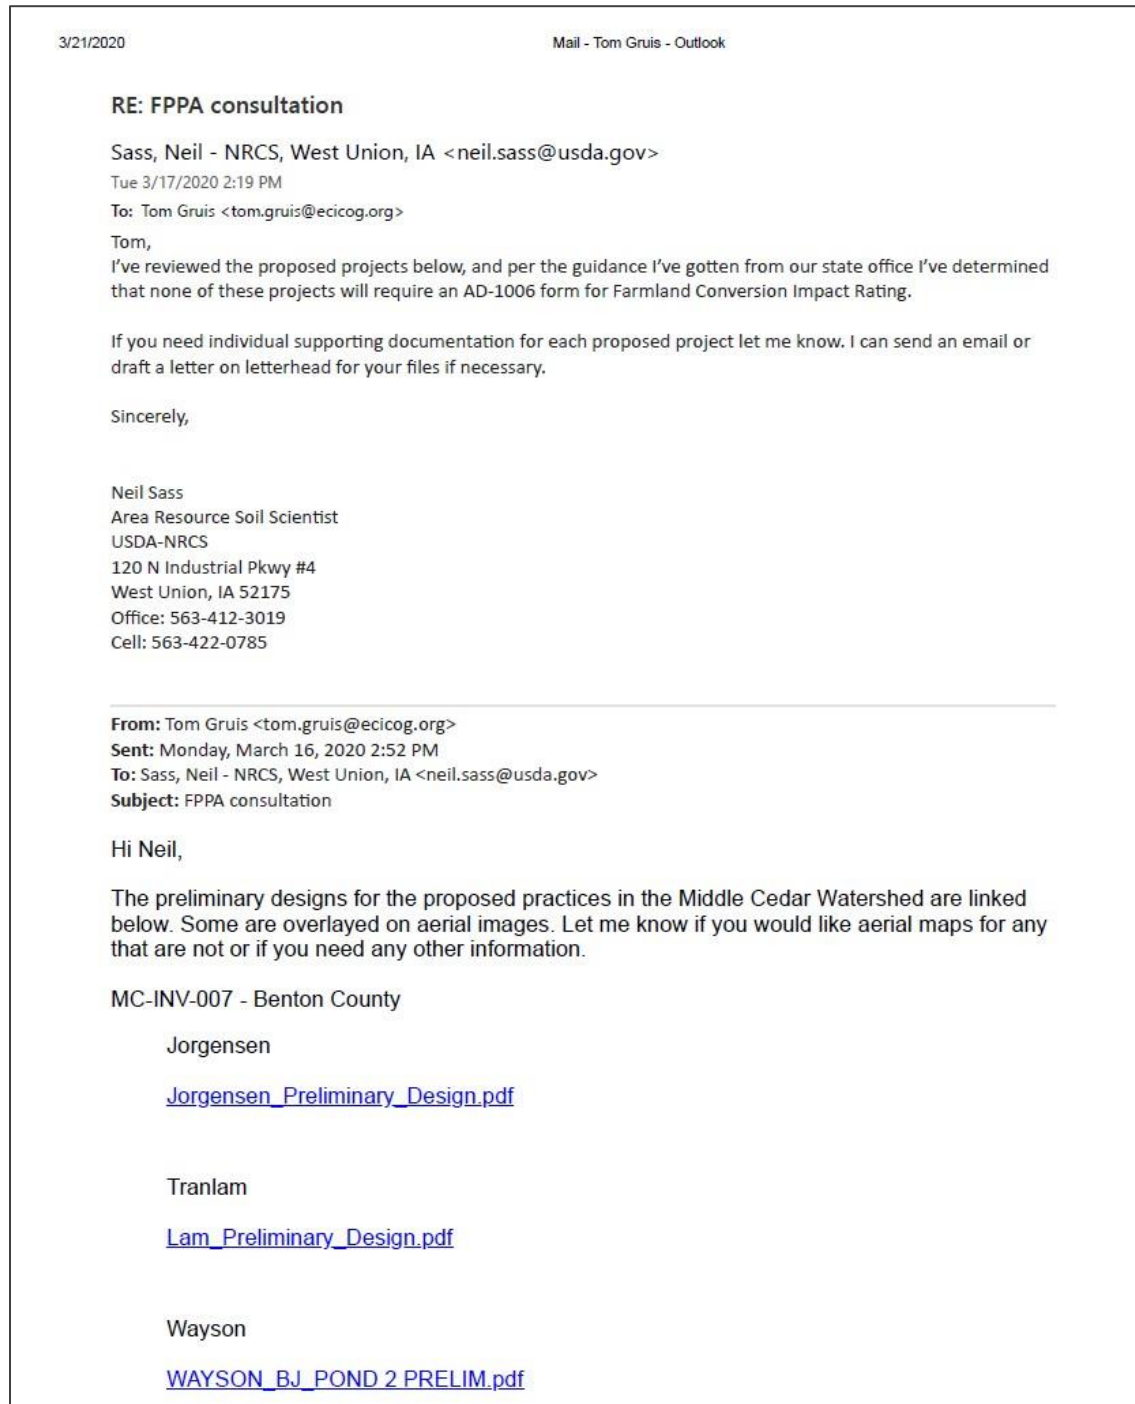 3/21/2020 Mail - Tom Gruis - Outlook
RE: FPPA consultation
Sass, Neil - NRCS, West Union, IA <neil.sass@usda.gov>
Tue 3/17/2020 2:19 PM
To: Tom Gruis <tom.gruis@ecicog.org>
Tom,
I've reviewed the proposed projects below, and per the guidance I've gotten from our state office I've determined
that none of these projects will require an AD-1006 form for Farmland Conversion Impact Rating.
If you need individual supporting documentation for each proposed project let me know. I can send an email or
draft a letter on letterhead for your files if necessary.
Sincerely,
Neil Sass
Area Resource Soil Scientist
USDA-NRCS
120 N Industrial Pkwy #4
West Union, IA 52175
Office: 563-412-3019
Cell: 563-422-0785
From: Tom Gruis <tom.gruis@ecicog.org>
Sent: Monday, March 16, 2020 2:52 PM
To: Sass, Neil - NRCS, West Union, IA <neil.sass@usda.gov>
Subject: FPPA consultation
Hi Neil,
The preliminary designs for the proposed practices in the Middle Cedar Watershed are linked
below. Some are overlayed on aerial images. Let me know if you would like aerial maps for any
that are not or if you need any other information.
MC-INV-007 - Benton County
Jorgensen
Jorgensen_Preliminary_Design.pdf
Tranlam
Lam_Preliminary_Design.pdf
Wayson
WAYSON_BJ_POND 2 PRELIM.pdf